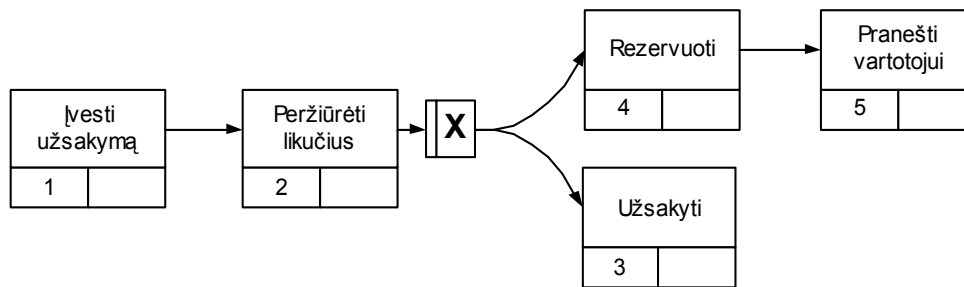 Įvesti
užsakymą
1
Peržiūrėti
likučius
2
X
Rezervuoti
4
Pranešti
vartotojui
5
Užsakyti
3